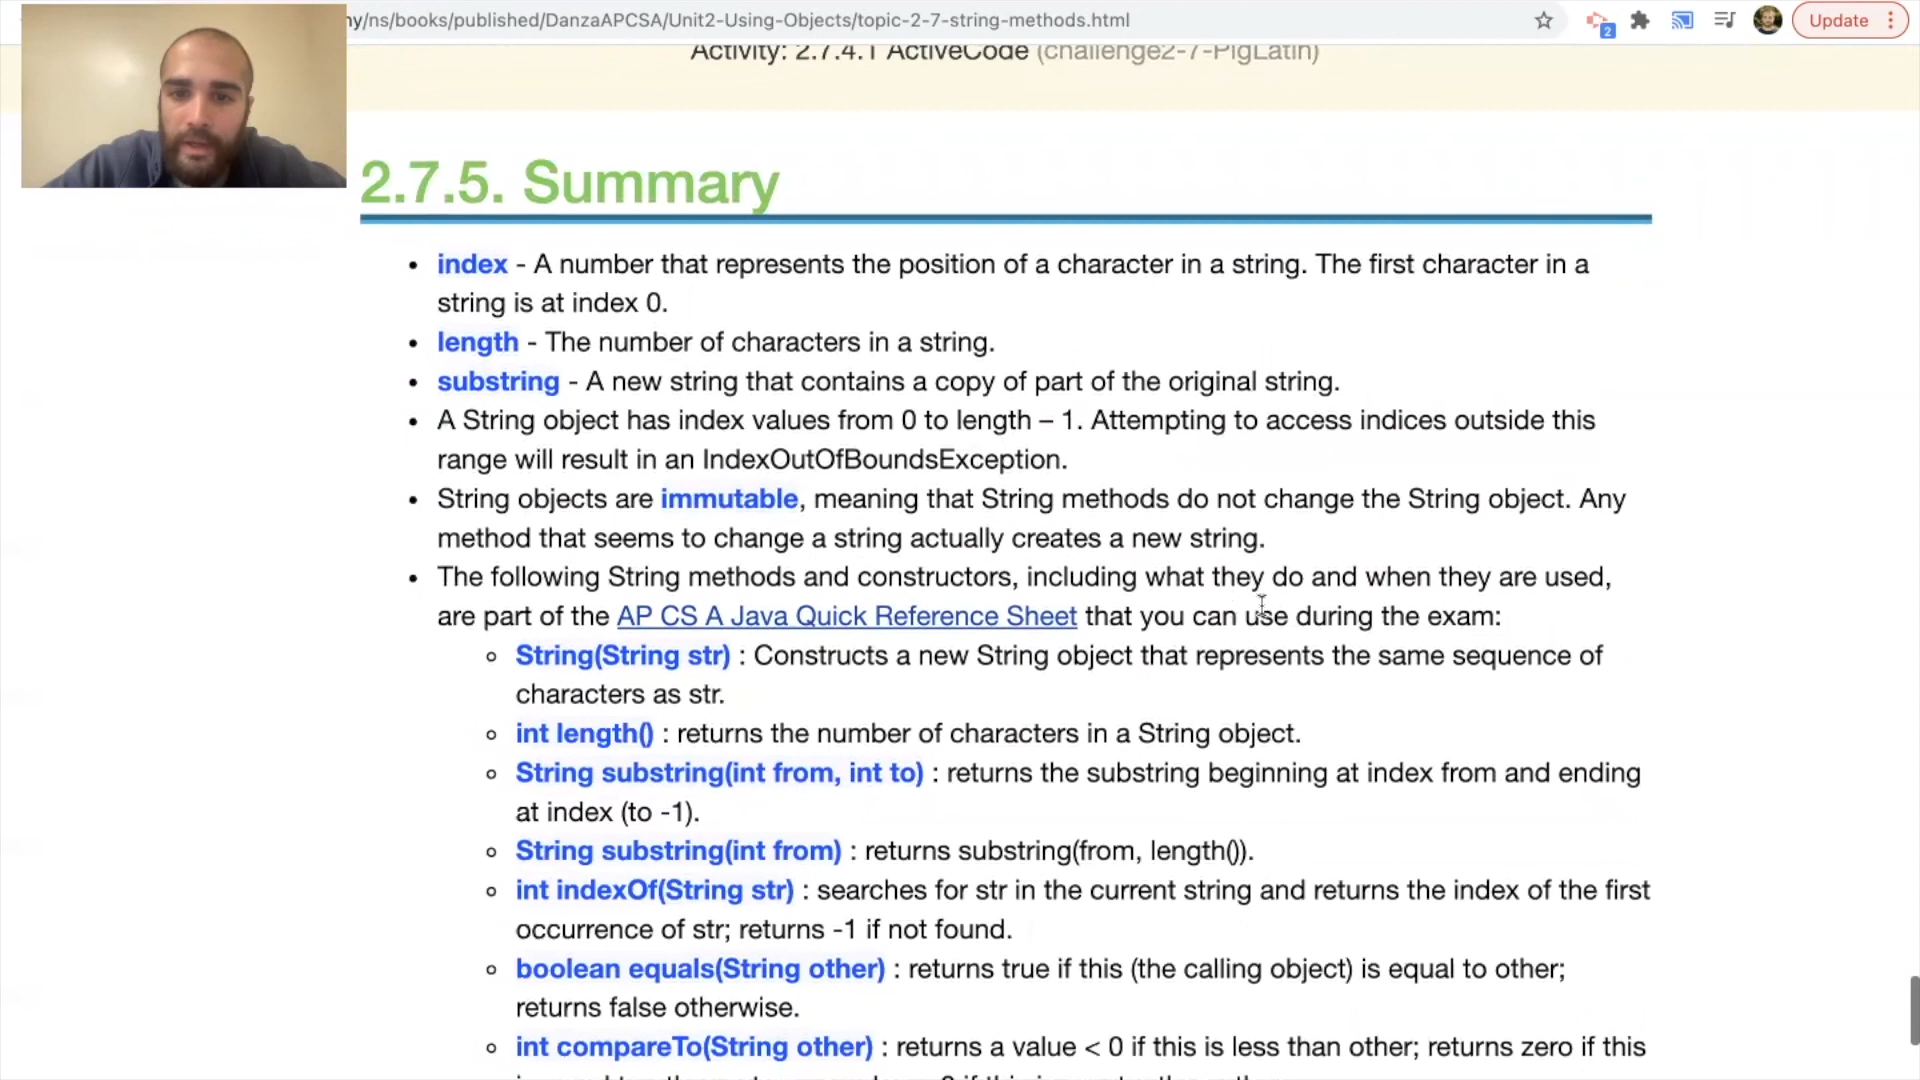 ny/ns/books/published/DanzaAPCSA/Unit2-Using-Objects/topic-2-7-string-methods.html
2
Update
Activity: 2.7.4.1 ActiveCode (challenge2-7-PigLatin)
2.7.5. Summary
• index - A number that represents the position of a character in a string. The first character in a
string is at index 0.
• length - The number of characters in a string.
• substring - A new string that contains a copy of part of the original string.
• A String object has index values from 0 to length – 1. Attempting to access indices outside this
range will result in an IndexOutOfBoundsException.
• String objects are immutable, meaning that String methods do not change the String object. Any
method that seems to change a string actually creates a new string.
• The following String methods and constructors, including what they do and when they are used,
are part of the AP CS A Java Quick Reference Sheet that you can use during the exam:
◦ String(String str) : Constructs a new String object that represents the same sequence of
characters as str.
◦ int length() : returns the number of characters in a String object.
◦ String substring(int from, int to) : returns the substring beginning at index from and ending
at index (to -1).
◦ String substring(int from) : returns substring(from, length()).
◦ int indexOf(String str) : searches for str in the current string and returns the index of the first
occurrence of str; returns -1 if not found.
◦ boolean equals(String other) : returns true if this (the calling object) is equal to other;
returns false otherwise.
◦ int compareTo(String other) : returns a value < 0 if this is less than other; returns zero if this